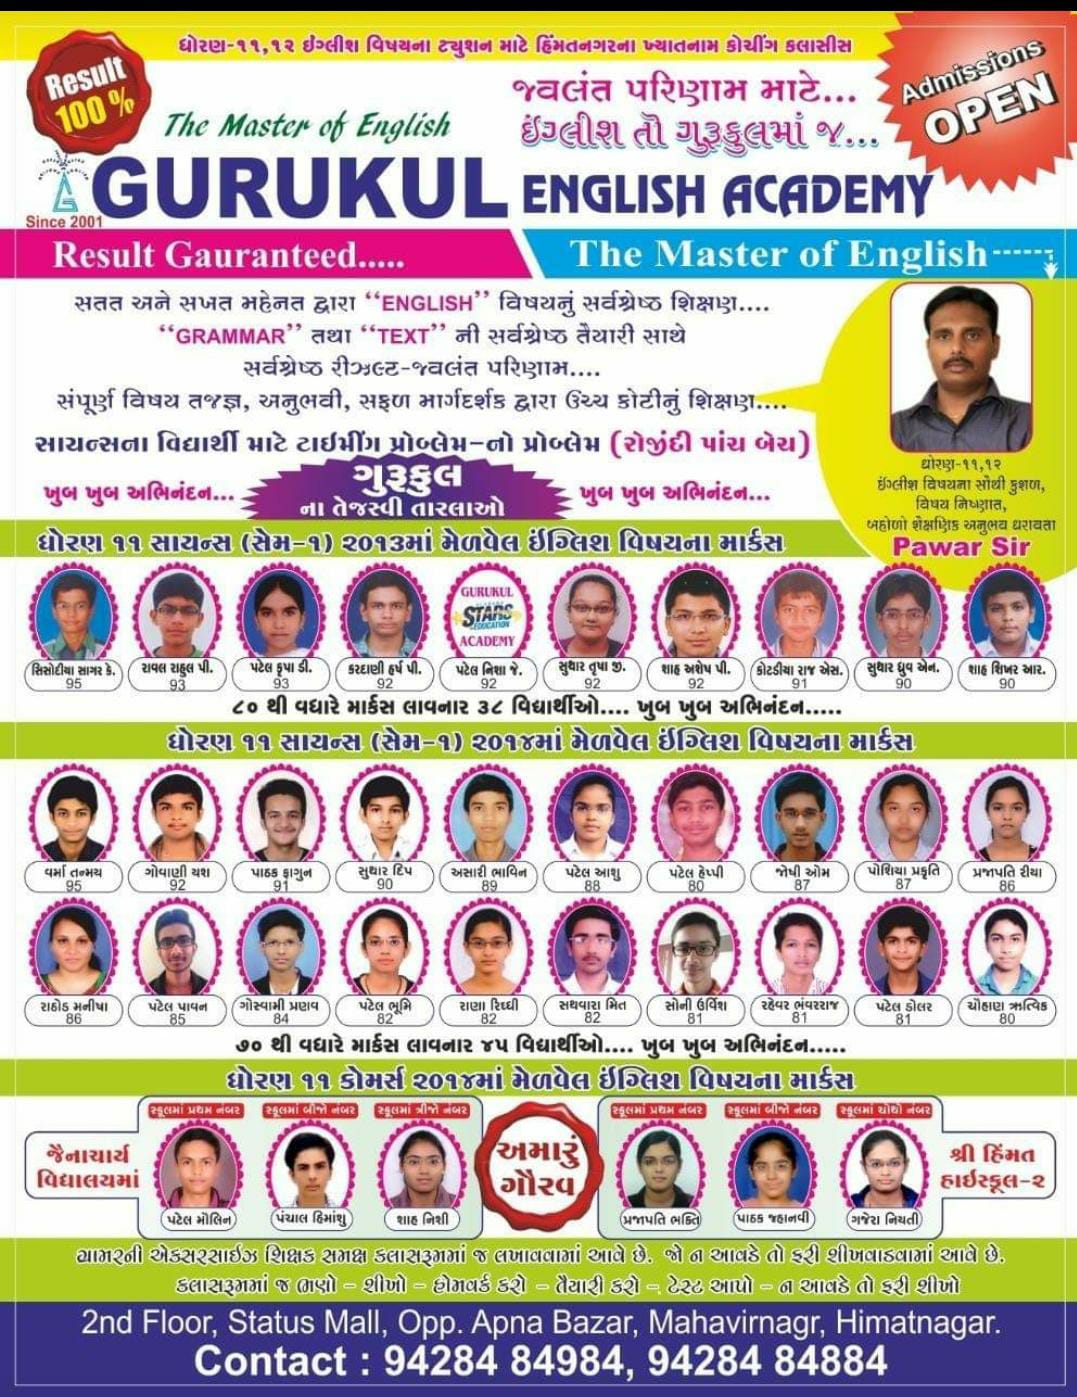 ધોરણ-૧૧,૧૨ ઈંગ્લીશ વિષયના ટ્યુશન માટે હિંમતનગરના ખ્યાતનામ કોચીંગ કલાસીસ
Result
100 %
જ્વલંત પરિણામ માટે...
ઇંગ્લીશ તો ગુરૂકુલમાં જ...
Admissions
OPEN
The Master of English
Since 2001
GURUKUL ENGLISH ACADEMY
Result Gauranteed.....
The Master of English
સતત અને સખત મહેનત દ્વારા "ENGLISH" વિષયનું સર્વશ્રેષ્ઠ શિક્ષણ....
"GRAMMAR" તથા "TEXT" ની સર્વશ્રેષ્ઠ તૈયારી સાથે
સર્વશ્રેષ્ઠ રીઝલ્ટ-જ્વલંત પરિણામ....
સંપૂર્ણ વિષય તજજ્ઞ, અનુભવી, સફળ માર્ગદર્શક દ્વારા ઉચ્ચ કોટીનું શિક્ષણ....
સાયન્સના વિદ્યાર્થી માટે ટાઇમીંગ પ્રોબ્લેમ-નો પ્રોબ્લેમ (રોજીંદી પાંચ બેચ)
ધોરણ-૧૧,૧૨
ઈંગ્લીશ વિષયના સૌથી કુશળ,
વિષય નિષ્ણાત,
બહોળો શૈક્ષણિક અનુભવ ધરાવતા
Pawar Sir
ખુબ ખુબ અભિનંદન...
ગુરૂકુલ
ના તેજસ્વી તારલાઓ
ખુબ ખુબ અભિનંદન...
ધોરણ ૧૧ સાયન્સ (સેમ-૧) ૨૦૧૩માં મેળવેલ ઈંગ્લિશ વિષયના માર્કસ
GURUKUL
STARS
EDUCATION
ACADEMY
સિસોદીયા સાગર કે. રાવલ રાહુલ પી. પટેલ કૃપા ડી. કરદાણી હર્ષ પી. પટેલ નિશા જે. સુથાર તૃષા જી. શાહ અશેષ પી. કોટડીયા રાજ એસ. સુથાર ધ્રુવ એન. શાહ શિખર આર.
95 93 93 92 92 92 92 91 90 90
૮૦ થી વધારે માર્કસ લાવનાર ૩૮ વિદ્યાર્થીઓ.... ખુબ ખુબ અભિનંદન.....
ધોરણ ૧૧ સાયન્સ (સેમ-૧) ૨૦૧૪માં મેળવેલ ઈંગ્લિશ વિષયના માર્કસ
વર્મા તન્મય ગોવાણી યશ પાઠક ફાગુન સુથાર દિપ અસારી ભાવિન પટેલ આશુ પટેલ હેપ્પી જોષી ઓમ પોશિયા પ્રકૃતિ પ્રજાપતિ રીયા
95 92 91 90 89 88 80 87 87 86
રાઠોડ મનીષા પટેલ પાવન ગોસ્વામી પ્રણવ પટેલ ભૂમિ રાણા રિધ્ધી સથવારા મિત સોની ઉર્વિશ રહેવર ભંવરરાજ પટેલ ડોલર ચૌહાણ ઋત્વિક
86 85 84 82 82 82 81 81 81 80
૭૦ થી વધારે માર્કસ લાવનાર ૪૫ વિદ્યાર્થીઓ.... ખુબ ખુબ અભિનંદન.....
ધોરણ ૧૧ કોમર્સ ૨૦૧૪માં મેળવેલ ઈંગ્લિશ વિષયના માર્કસ
સ્કૂલમાં પ્રથમ નંબર સ્કૂલમાં બીજો નંબર સ્કૂલમાં ત્રીજો નંબર સ્કૂલમાં પ્રથમ નંબર સ્કૂલમાં બીજો નંબર સ્કૂલમાં ચોથો નંબર
જૈનાચાર્ય
વિદ્યાલયમાં
અમારું
ગૌરવ
શ્રી હિંમત
હાઇસ્કૂલ-૨
પટેલ મૌલિન પંચાલ હિમાંશુ શાહ નિશી પ્રજાપતિ ભક્તિ પાઠક જહાનવી ગજેરા નિયતી
ગ્રામરની એકસરસાઈઝ શિક્ષક સમક્ષ કલાસરૂમમાં જ લખાવવામાં આવે છે. જો ન આવડે તો ફરી શીખવાડવામાં આવે છે.
કલાસરૂમમાં જ ભણો - શીખો - હોમવર્ક કરો - તૈયારી કરો - ટેસ્ટ આપો - ન આવડે તો ફરી શીખો
2nd Floor, Status Mall, Opp. Apna Bazar, Mahavirnagr, Himatnagar.
Contact : 94284 84984, 94284 84884